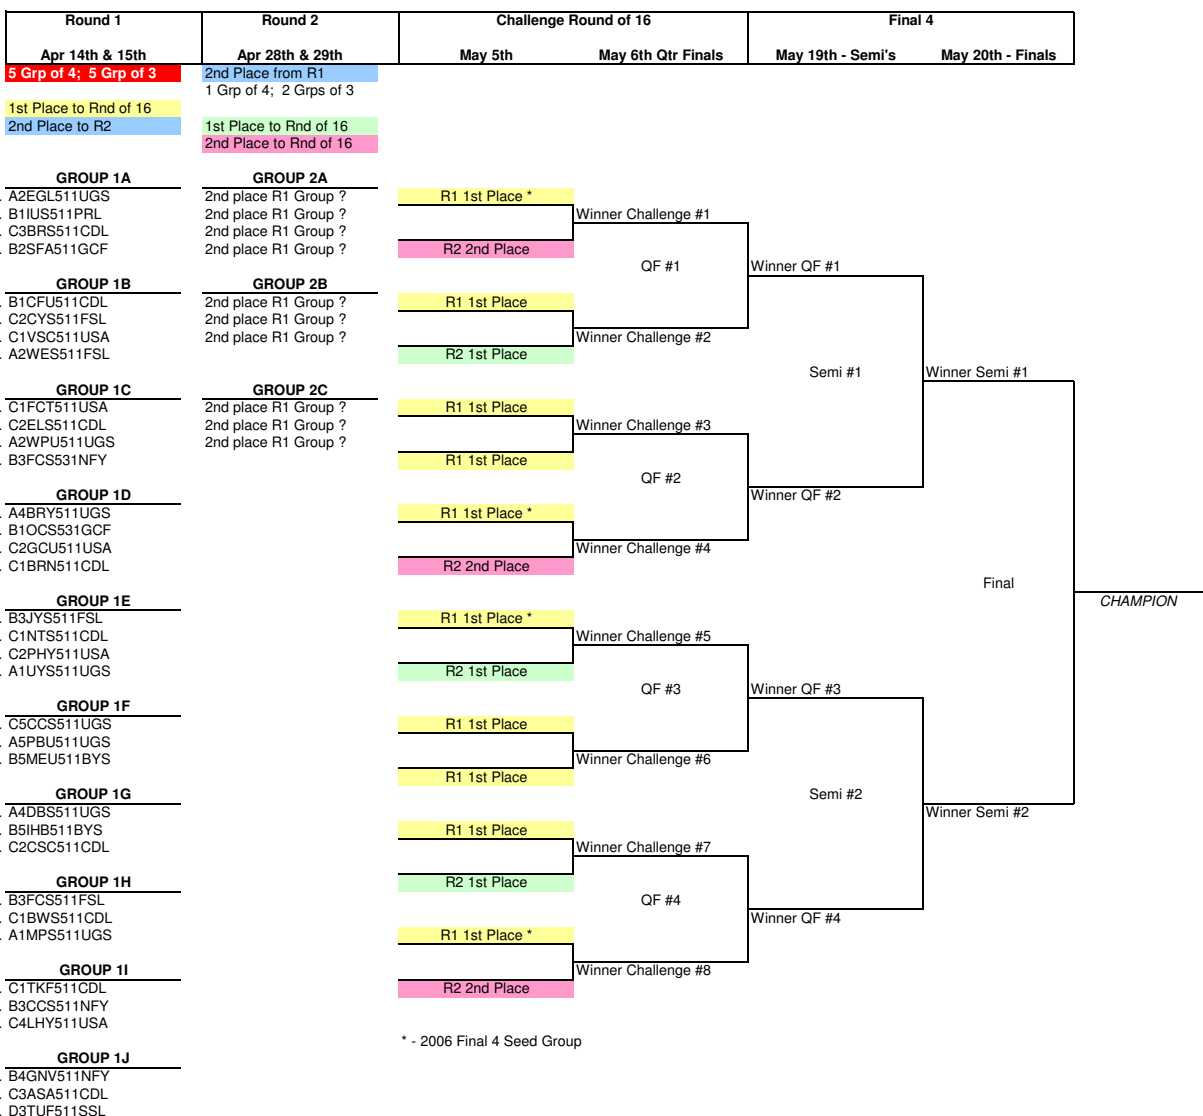 Round 1
Round 2
Challenge Round of 16
Final 4
Apr 14th & 15th
Apr 28th & 29th
May 5th
May 6th Qtr Finals
May 19th - Semi's
May 20th - Finals
5 Grp of 4;  5 Grp of 3
2nd Place from R1
1 Grp of 4;  2 Grps of 3
1st Place to Rnd of 16
2nd Place to R2
1st Place to Rnd of 16
2nd Place to Rnd of 16
GROUP 1A
. A2EGL511UGS
. B1IUS511PRL
. C3BRS511CDL
. B2SFA511GCF
GROUP 1B
. B1CFU511CDL
. C2CYS511FSL
. C1VSC511USA
. A2WES511FSL
GROUP 1C
. C1FCT511USA
. C2ELS511CDL
. A2WPU511UGS
. B3FCS531NFY
GROUP 1D
. A4BRY511UGS
. B1OCS531GCF
. C2GCU511USA
. C1BRN511CDL
GROUP 1E
. B3JYS511FSL
. C1NTS511CDL
. C2PHY511USA
. A1UYS511UGS
GROUP 1F
. C5CCS511UGS
. A5PBU511UGS
. B5MEU511BYS
GROUP 1G
. A4DBS511UGS
. B5IHB511BYS
. C2CSC511CDL
GROUP 1H
. B3FCS511FSL
. C1BWS511CDL
. A1MPS511UGS
GROUP 1I
. C1TKF511CDL
. B3CCS511NFY
. C4LHY511USA
GROUP 1J
. B4GNV511NFY
. C3ASA511CDL
. D3TUF511SSL
GROUP 2A
2nd place R1 Group ?
2nd place R1 Group ?
2nd place R1 Group ?
2nd place R1 Group ?
GROUP 2B
2nd place R1 Group ?
2nd place R1 Group ?
2nd place R1 Group ?
GROUP 2C
2nd place R1 Group ?
2nd place R1 Group ?
2nd place R1 Group ?
R1 1st Place *
R2 2nd Place
R1 1st Place
R2 1st Place
R1 1st Place
R1 1st Place
R1 1st Place *
R2 2nd Place
R1 1st Place *
R2 1st Place
R1 1st Place
R1 1st Place
R1 1st Place
R2 1st Place
R1 1st Place *
R2 2nd Place
* - 2006 Final 4 Seed Group
Winner Challenge #1
QF #1
Winner Challenge #2
Winner Challenge #3
QF #2
Winner Challenge #4
Winner Challenge #5
QF #3
Winner Challenge #6
Winner Challenge #7
QF #4
Winner Challenge #8
Winner QF #1
Semi #1
Winner QF #2
Winner QF #3
Semi #2
Winner QF #4
Winner Semi #1
Final
Winner Semi #2
CHAMPION